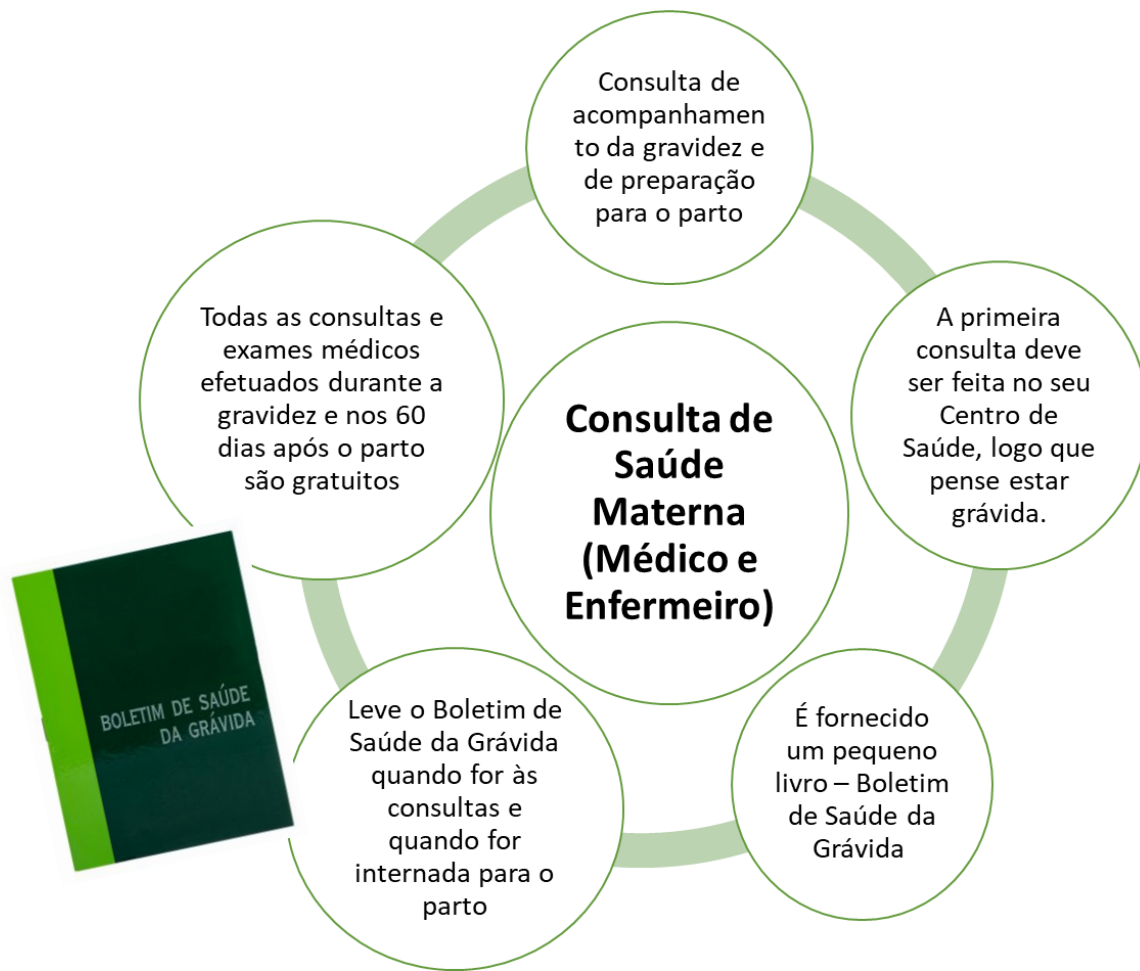 Consulta de
acompanhamen
to da gravidez e
de preparação
para o parto
A primeira
consulta deve
ser feita no seu
Centro de
Saúde, logo que
pense estar
grávida.
É fornecido
um pequeno
livro – Boletim
de Saúde da
Grávida
Leve o Boletim de
Saúde da Grávida
quando for às
consultas e
quando for
internada para o
parto
Todas as consultas e
exames médicos
efetuados durante a
gravidez e nos 60
dias após o parto
são gratuitos
Consulta de
Saúde
Materna
(Médico e
Enfermeiro)
BOLETIM DE SAÚDE
DA GRÁVIDA